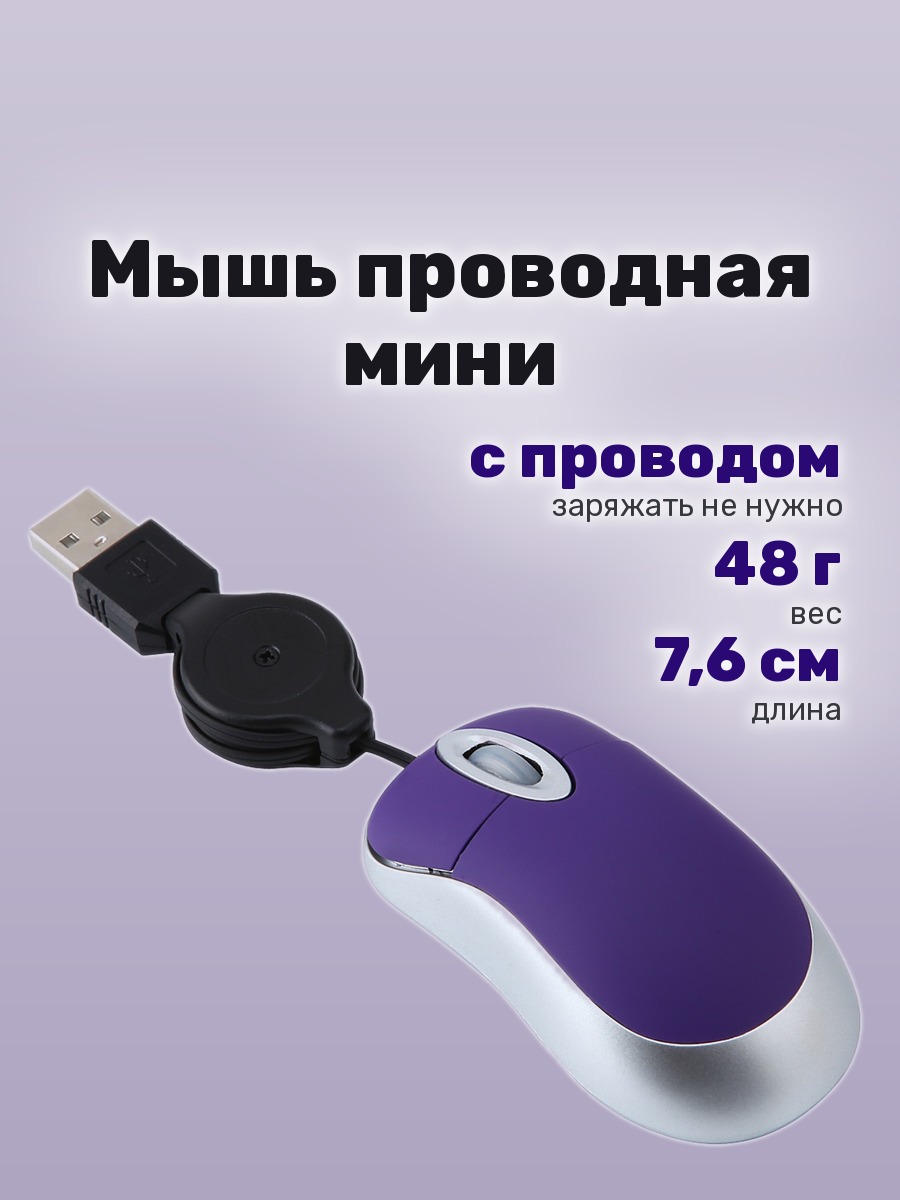 Мышь проводная
мини
с проводом
заряжать не нужно
48 г
вес
7,6 см
длина